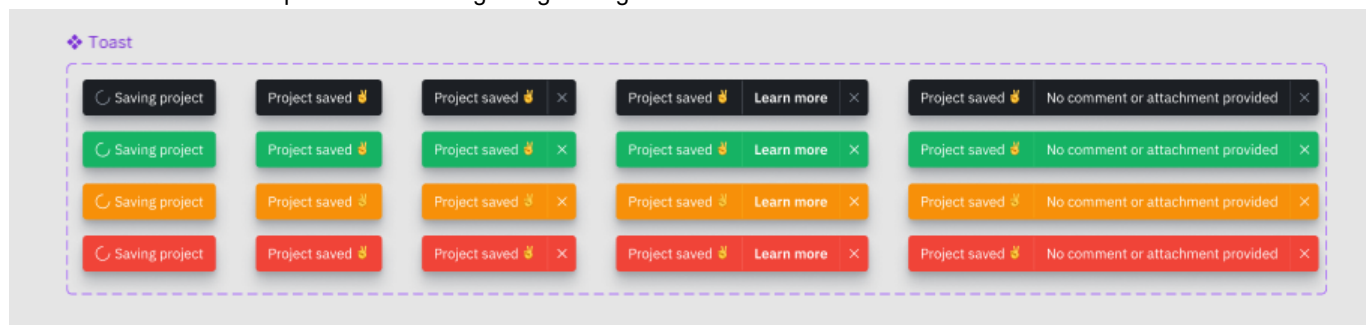 Toast
Saving project Project saved ✌️ Project saved ✌️ × Project saved ✌️ Learn more × Project saved ✌️ No comment or attachment provided ×
Saving project Project saved ✌️ Project saved ✌️ × Project saved ✌️ Learn more × Project saved ✌️ No comment or attachment provided ×
Saving project Project saved ✌️ Project saved ✌️ × Project saved ✌️ Learn more × Project saved ✌️ No comment or attachment provided ×
Saving project Project saved ✌️ Project saved ✌️ × Project saved ✌️ Learn more × Project saved ✌️ No comment or attachment provided ×